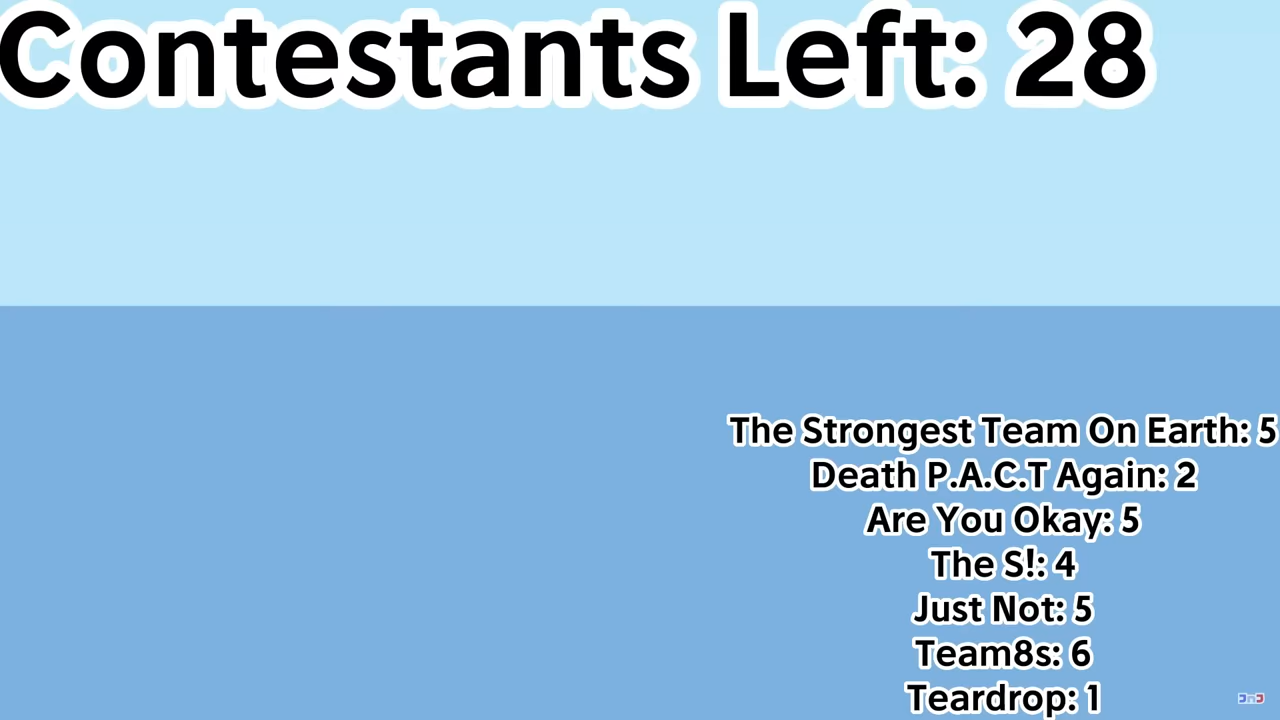 Contestants Left: 28
The Strongest Team On Earth: 5
Death P.A.C.T Again: 2
Are You Okay: 5
The S!: 4
Just Not: 5
Team8s: 6
Teardrop: 1